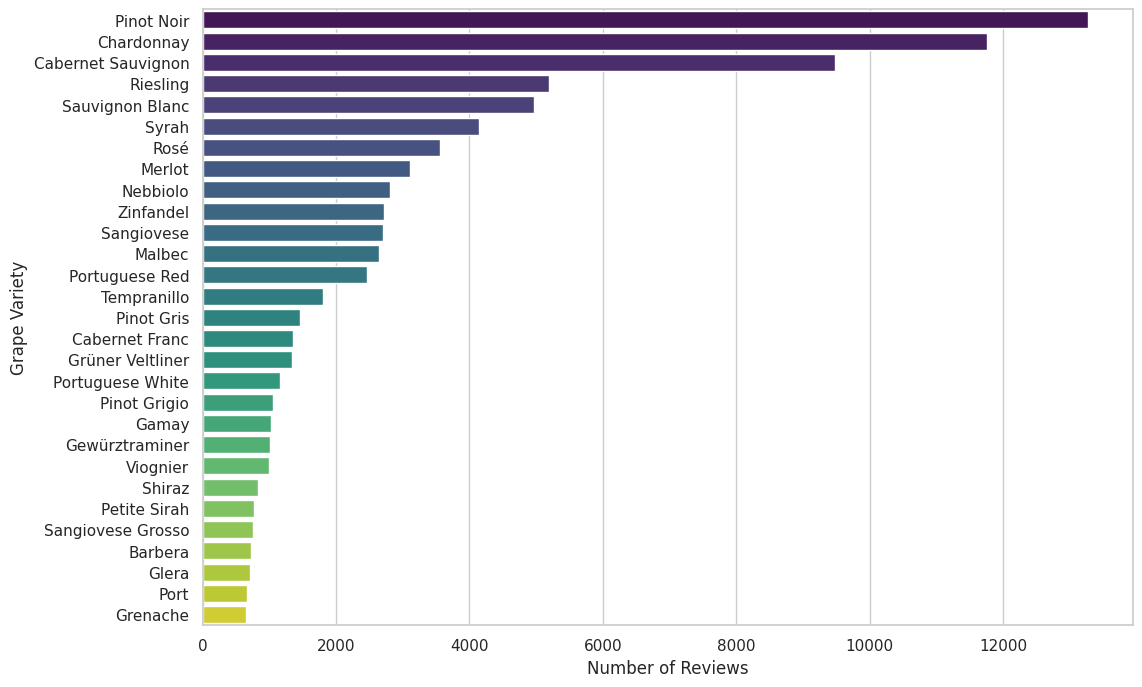 Pinot Noir
Chardonnay
Cabernet Sauvignon
Riesling
Sauvignon Blanc
Syrah
Rosé
Merlot
Nebbiolo
Zinfandel
Sangiovese
Malbec
Portuguese Red
Tempranillo
Pinot Gris
Cabernet Franc
Grüner Veltliner
Portuguese White
Pinot Grigio
Gamay
Gewürztraminer
Viognier
Shiraz
Petite Sirah
Sangiovese Grosso
Barbera
Glera
Port
Grenache
Grape Variety
0 2000 4000 6000 8000 10000 12000
Number of Reviews